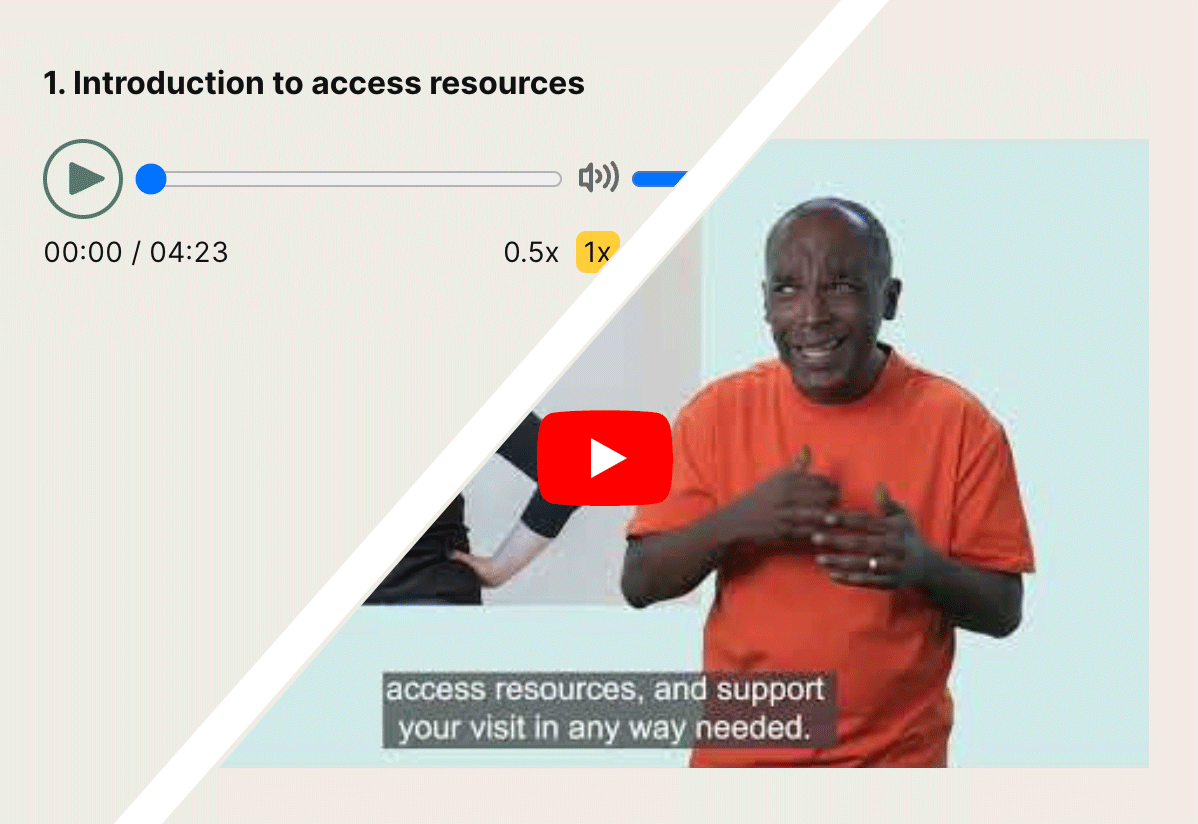 1. Introduction to access resources
00:00 / 04:23
0.5x
1x
access resources, and support
your visit in any way needed.